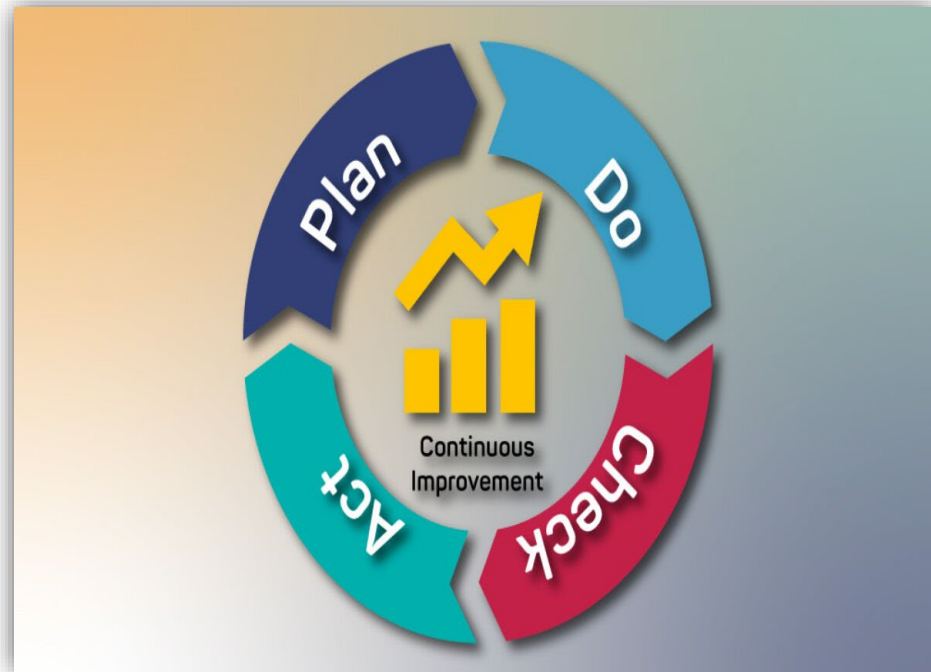 Plan
Do
Check
Act
Continuous
Improvement